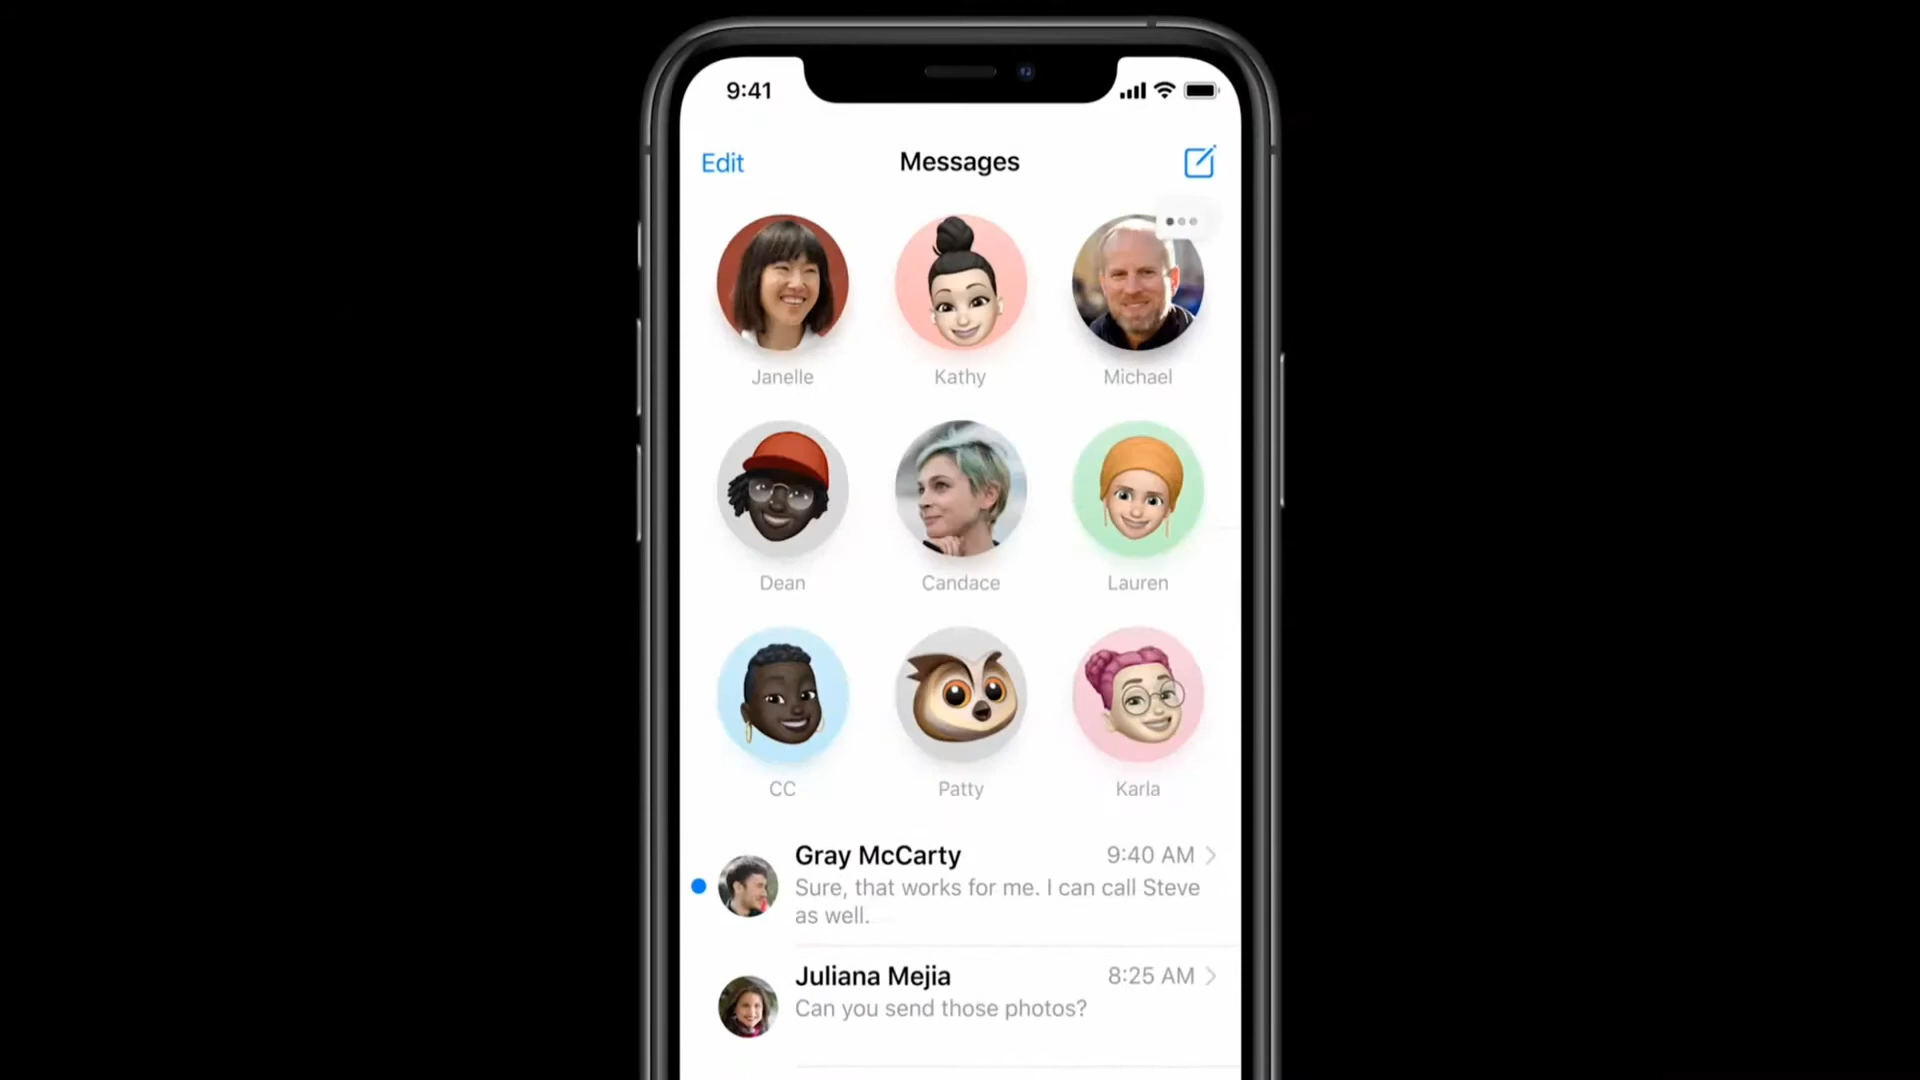 9:41
Edit
Messages
Janelle
Kathy
Michael
Dean
Candace
Lauren
CC
Patty
Karla
Gray McCarty
9:40 AM
Sure, that works for me. I can call Steve
as well.
Juliana Mejia
8:25 AM
Can you send those photos?